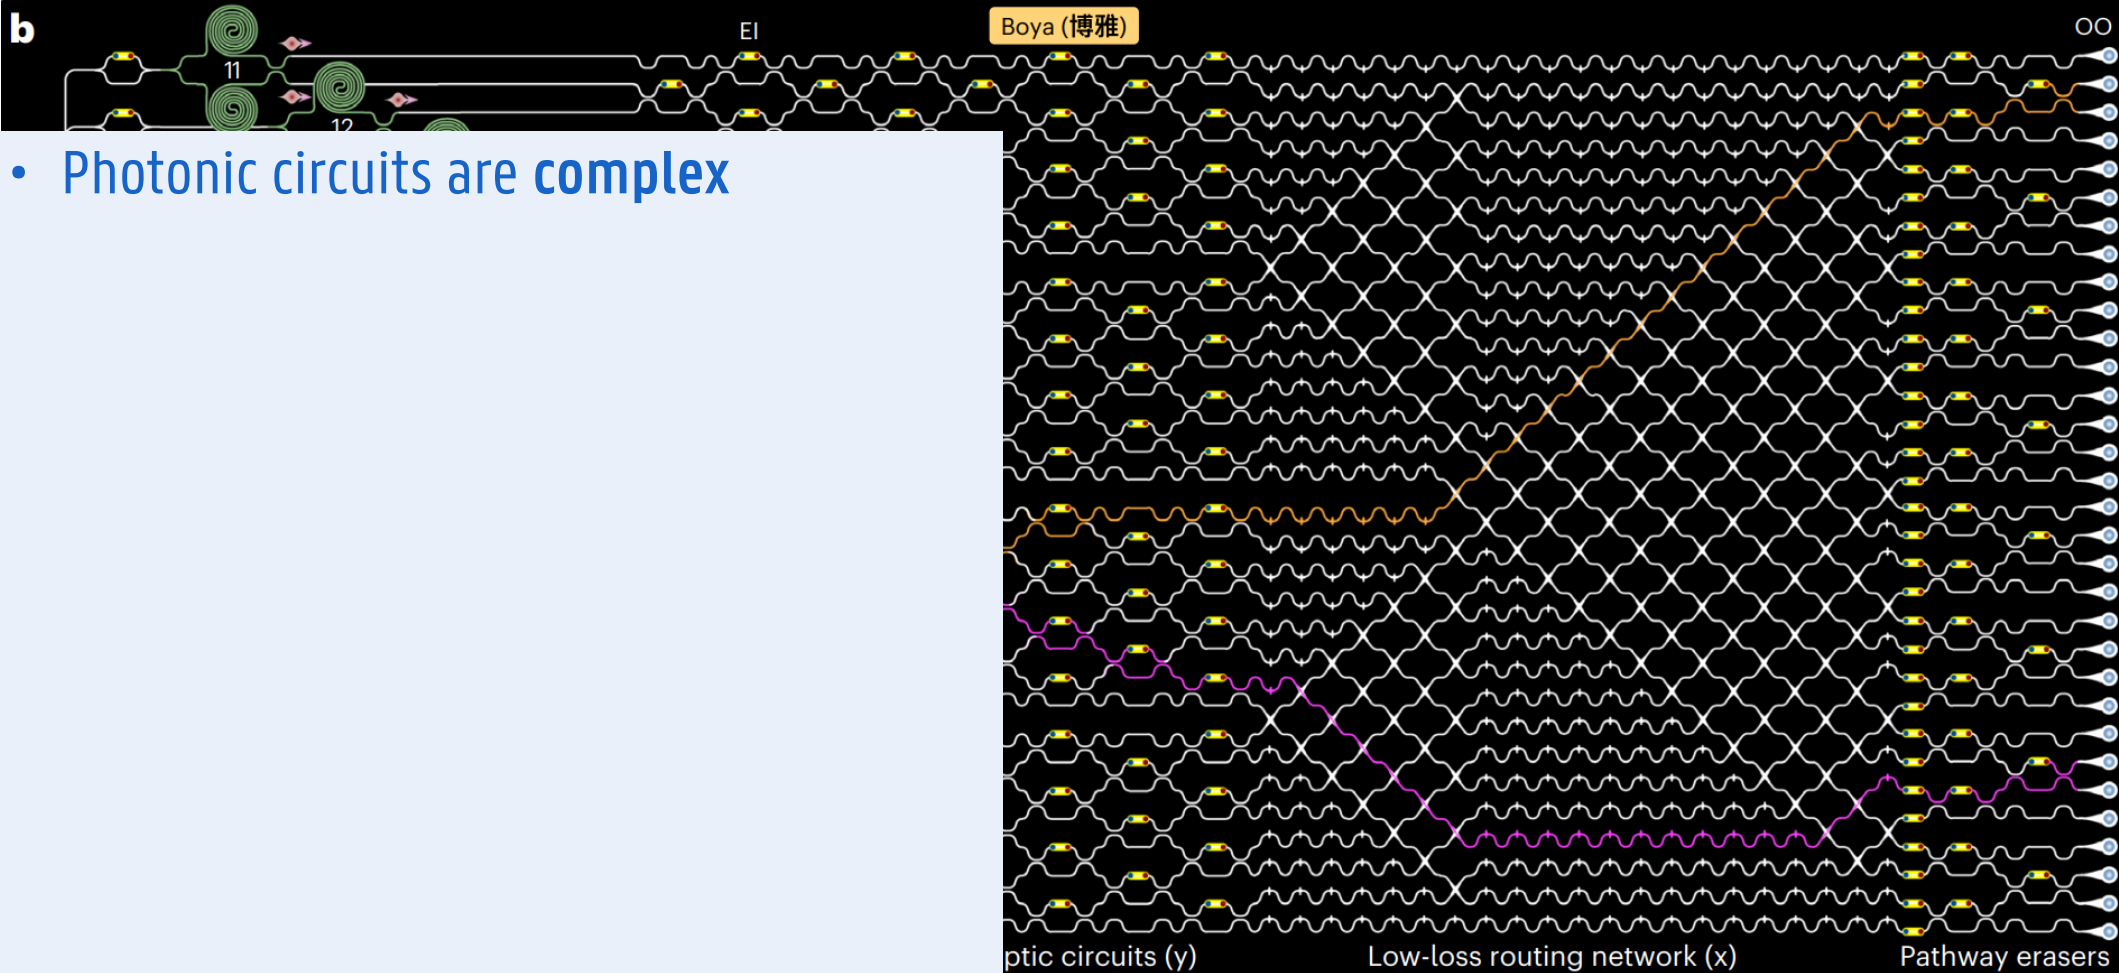 b
EI
Boya (博雅)
OO
11
12
• Photonic circuits are complex
ptic circuits (y)
Low-loss routing network (x)
Pathway erasers